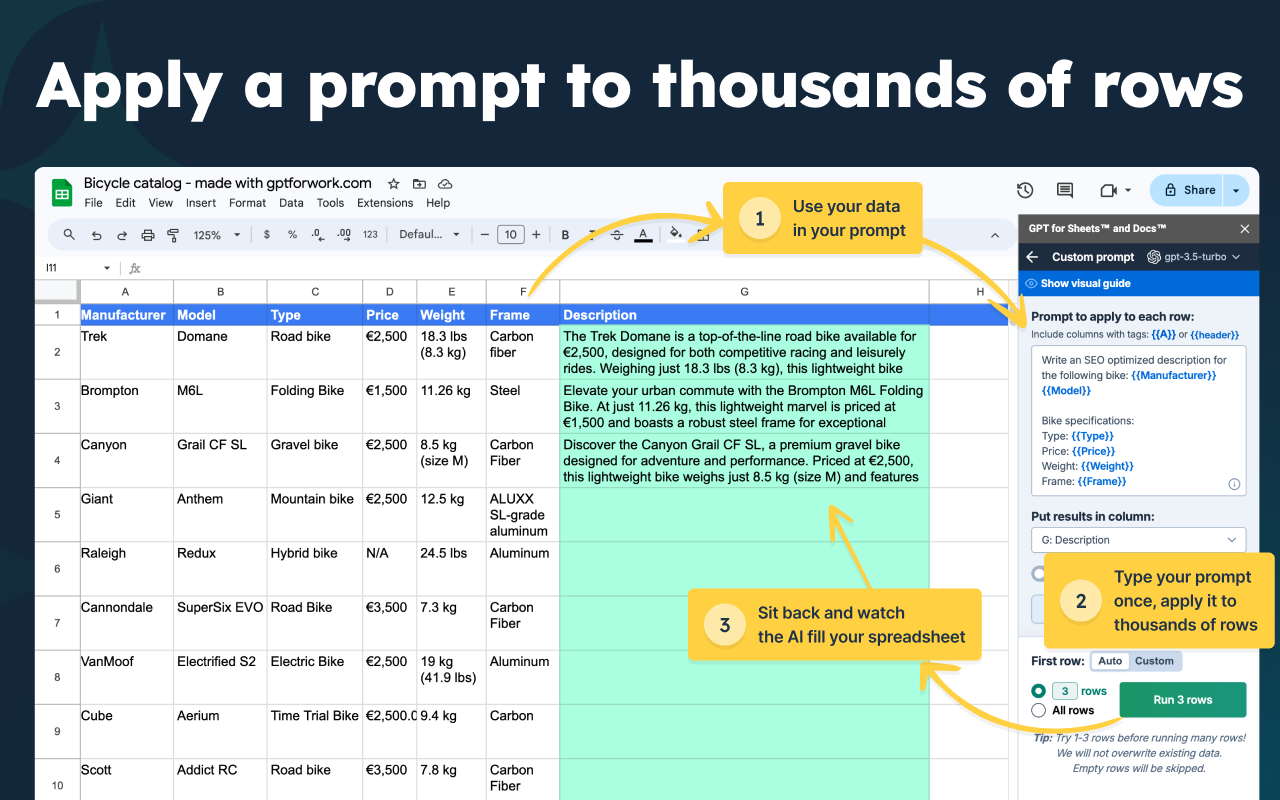 Apply a prompt to thousands of rows
Bicycle catalog - made with gptforwork.com
File Edit View Insert Format Data Tools Extensions Help
Share
125% $ % .0 .00 123 Defaul... 10 B A
1 Use your data
in your prompt
I11 fx
A B C D E F G H
1 Manufacturer Model Type Price Weight Frame Description
2 Trek Domane Road bike €2,500 18.3 lbs
(8.3 kg) Carbon
fiber The Trek Domane is a top-of-the-line road bike available for
€2,500, designed for both competitive racing and leisurely
rides. Weighing just 18.3 lbs (8.3 kg), this lightweight bike
3 Brompton M6L Folding Bike €1,500 11.26 kg Steel Elevate your urban commute with the Brompton M6L Folding
Bike. At just 11.26 kg, this lightweight marvel is priced at
€1,500 and boasts a robust steel frame for exceptional
4 Canyon Grail CF SL Gravel bike €2,500 8.5 kg
(size M) Carbon
Fiber Discover the Canyon Grail CF SL, a premium gravel bike
designed for adventure and performance. Priced at €2,500,
this lightweight bike weighs just 8.5 kg (size M) and features
5 Giant Anthem Mountain bike €2,500 12.5 kg ALUXX
SL-grade
aluminum
6 Raleigh Redux Hybrid bike N/A 24.5 lbs Aluminum
7 Cannondale SuperSix EVO Road Bike €3,500 7.3 kg Carbon
Fiber
8 VanMoof Electrified S2 Electric Bike €2,500 19 kg
(41.9 lbs) Aluminum
9 Cube Aerium Time Trial Bike €2,500.0 9.4 kg Carbon
10 Scott Addict RC Road bike €3,500 7.8 kg Carbon
Fiber
3 Sit back and watch
the AI fill your spreadsheet
GPT for Sheets™ and Docs™
Custom prompt gpt-3.5-turbo
Show visual guide
Prompt to apply to each row:
Include columns with tags: {{A}} or {{header}}
Write an SEO optimized description for
the following bike: {{Manufacturer}}
{{Model}}
Bike specifications:
Type: {{Type}}
Price: {{Price}}
Weight: {{Weight}}
Frame: {{Frame}}
Put results in column:
G: Description
2 Type your prompt
once, apply it to
thousands of rows
First row: Auto Custom
3 rows
All rows
Run 3 rows
Tip: Try 1-3 rows before running many rows!
We will not overwrite existing data.
Empty rows will be skipped.